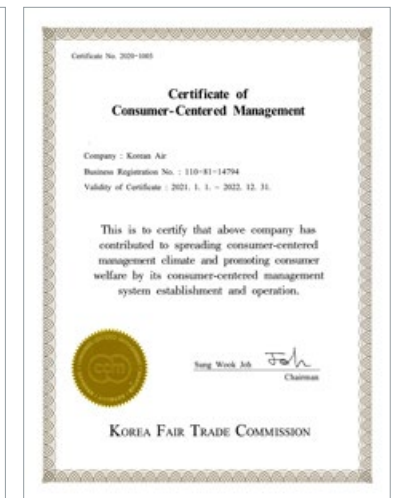 Certificate No. 2020-1005
Certificate of
Consumer-Centered Management
Company : Korean Air
Business Registration No. : 110-81-14794
Validity of Certificate : 2021. 1. 1. ~ 2022. 12. 31.
This is to certify that above company has
contributed to spreading consumer-centered
management climate and promoting consumer
welfare by its consumer-centered management
system establishment and operation.
ccm
Sung Wook Joh
Chairman
KOREA FAIR TRADE COMMISSION